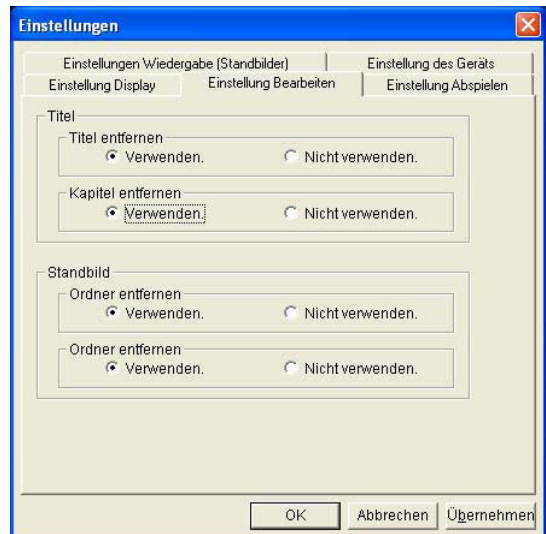 Einstellungen
Einstellungen Wiedergabe (Standbilder) Einstellung des Geräts
Einstellung Display Einstellung Bearbeiten Einstellung Abspielen
Titel
Titel entfernen
Verwenden. Nicht verwenden.
Kapitel entfernen
Verwenden. Nicht verwenden.
Standbild
Ordner entfernen
Verwenden. Nicht verwenden.
Ordner entfernen
Verwenden. Nicht verwenden.
OK Abbrechen Übernehmen